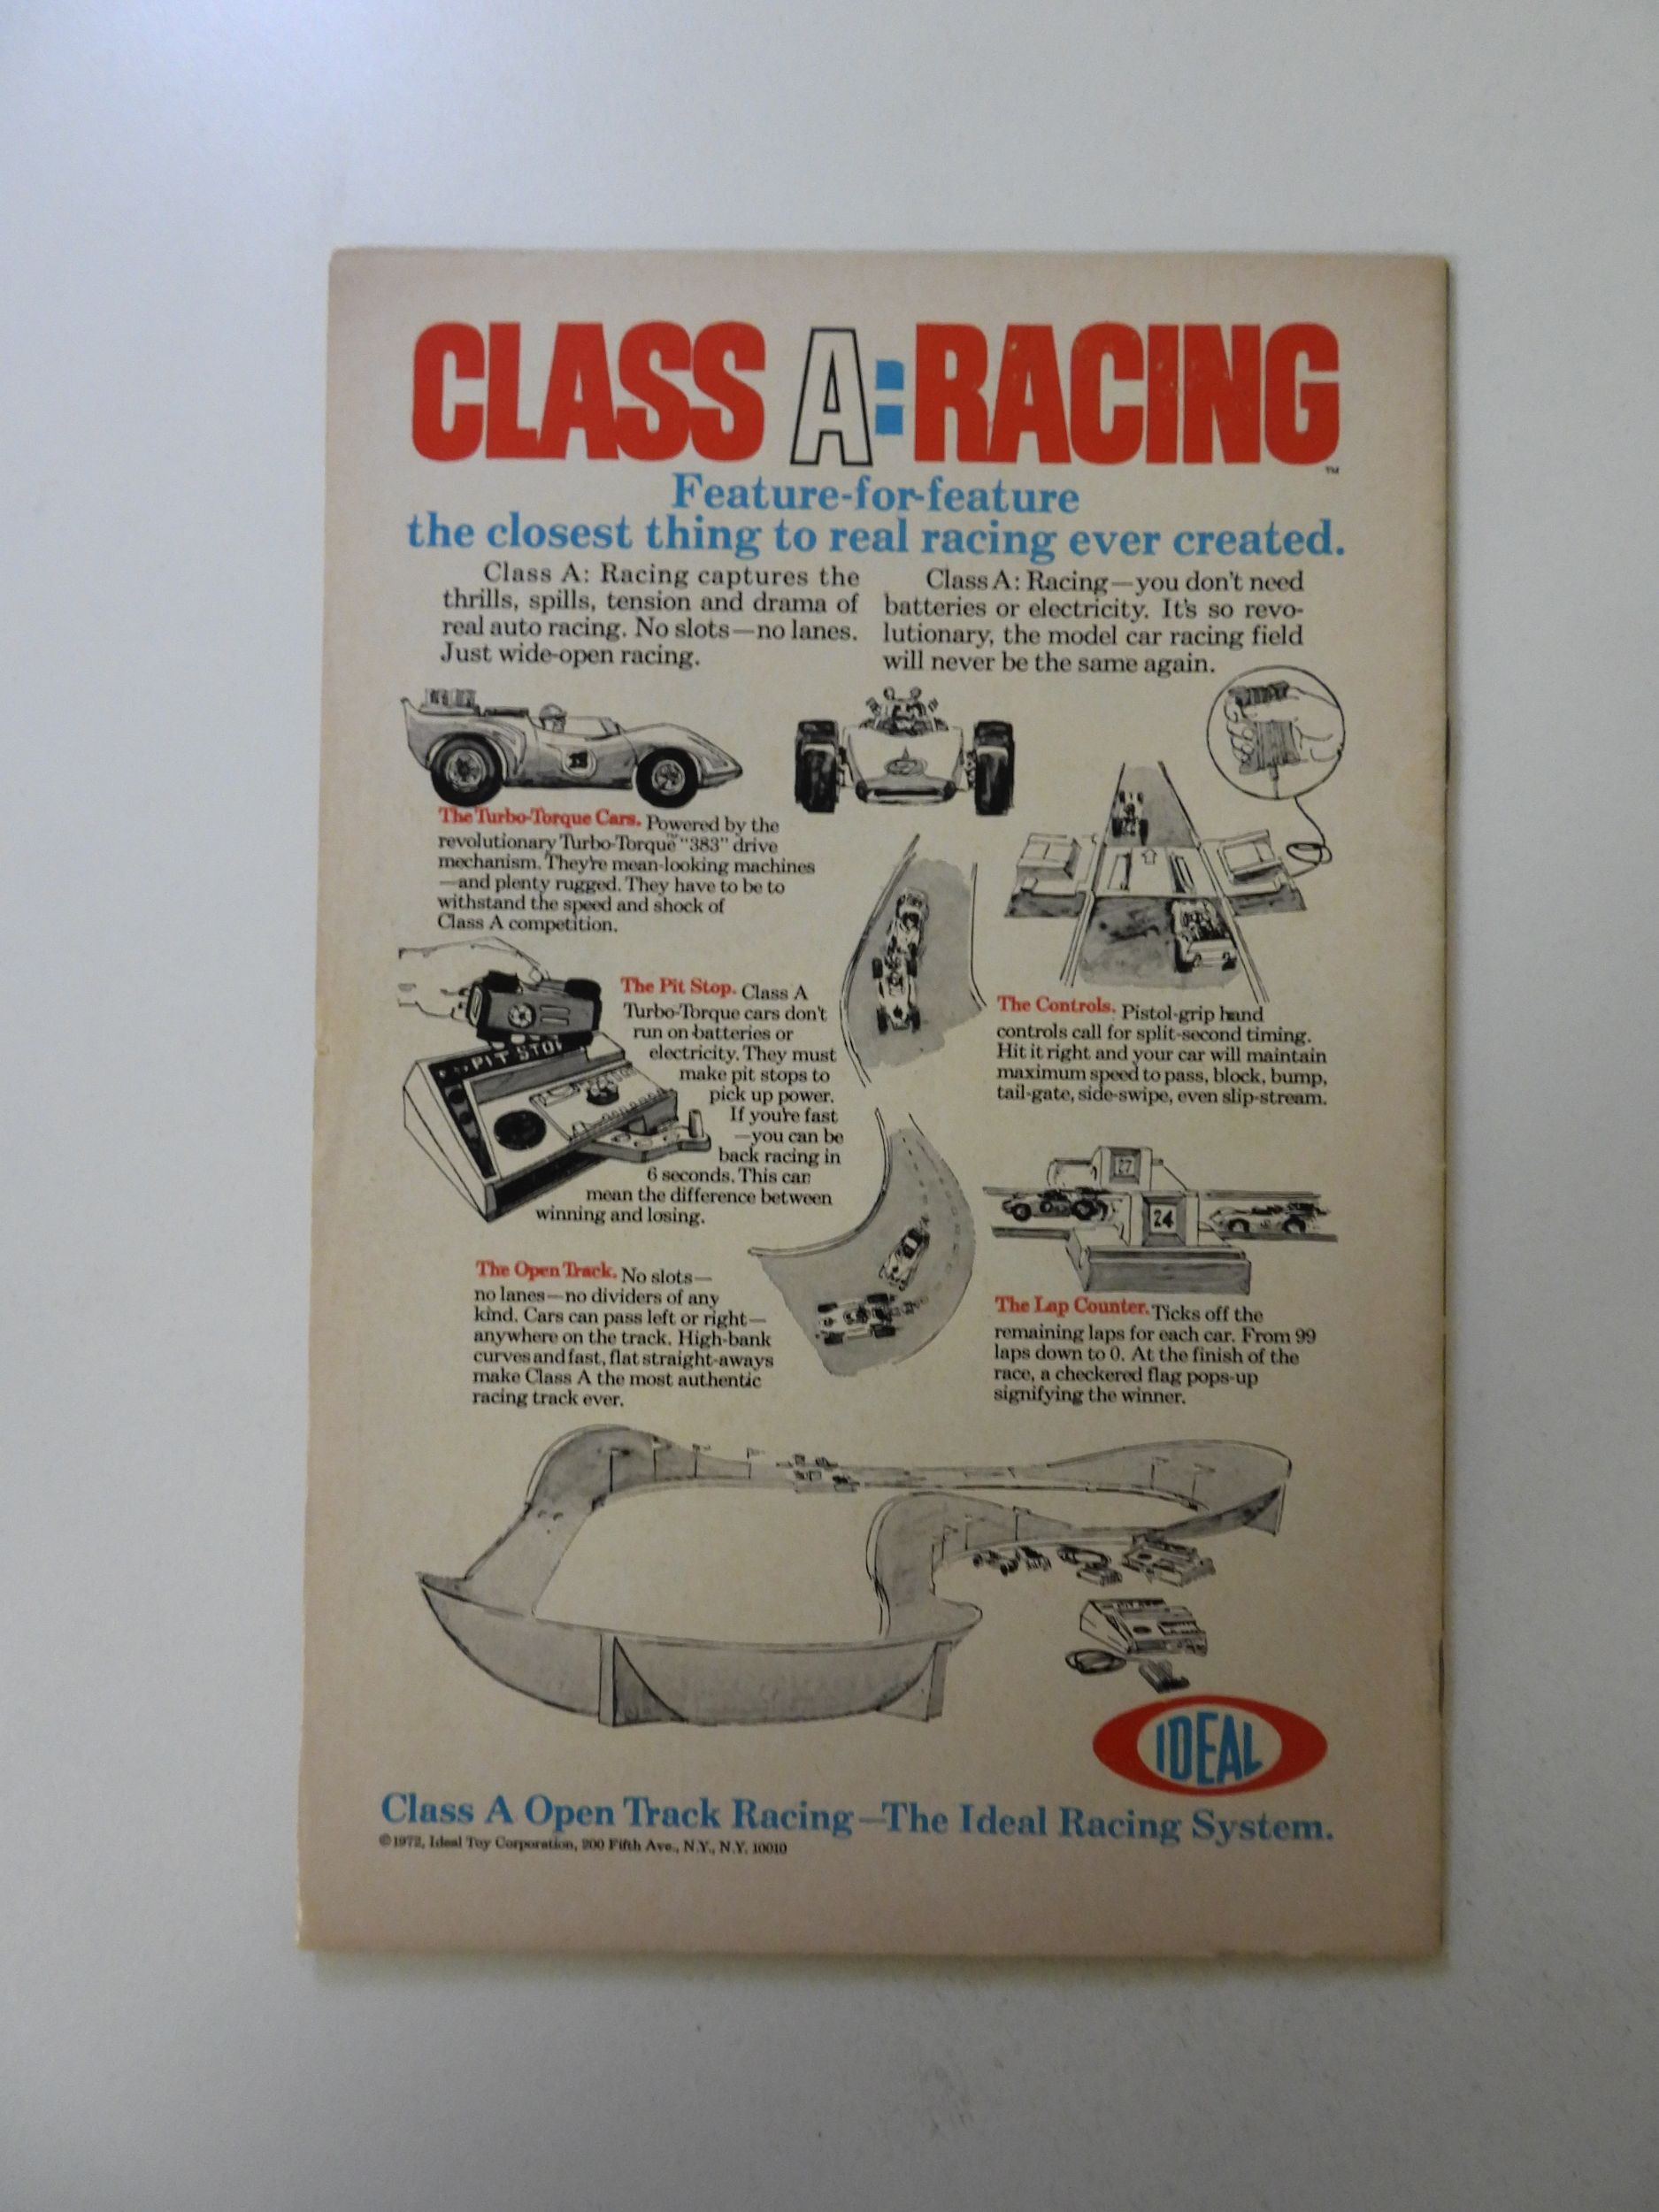 CLASS A: RACING
™
Feature-for-feature
the closest thing to real racing ever created.
Class A: Racing captures the
thrills, spills, tension and drama of
real auto racing. No slots—no lanes.
Just wide-open racing.
Class A: Racing—you don't need
batteries or electricity. It's so revo-
lutionary, the model car racing field
will never be the same again.
The Turbo-Torque Cars. Powered by the
revolutionary Turbo-Torque™ "383" drive
mechanism. They're mean-looking machines
—and plenty rugged. They have to be to
withstand the speed and shock of
Class A competition.
PIT STOP
The Pit Stop. Class A
Turbo-Torque cars don't
run on batteries or
electricity. They must
make pit stops to
pick up power.
If you're fast
—you can be
back racing in
6 seconds. This can
mean the difference between
winning and losing.
The Controls. Pistol-grip hand
controls call for split-second timing.
Hit it right and your car will maintain
maximum speed to pass, block, bump,
tail-gate, side-swipe, even slip-stream.
27
24
The Open Track. No slots—
no lanes—no dividers of any
kind. Cars can pass left or right—
anywhere on the track. High-bank
curves and fast, flat straight-aways
make Class A the most authentic
racing track ever.
The Lap Counter. Ticks off the
remaining laps for each car. From 99
laps down to 0. At the finish of the
race, a checkered flag pops-up
signifying the winner.
IDEAL
Class A Open Track Racing—The Ideal Racing System.
©1972, Ideal Toy Corporation, 200 Fifth Ave., N.Y., N.Y. 10010